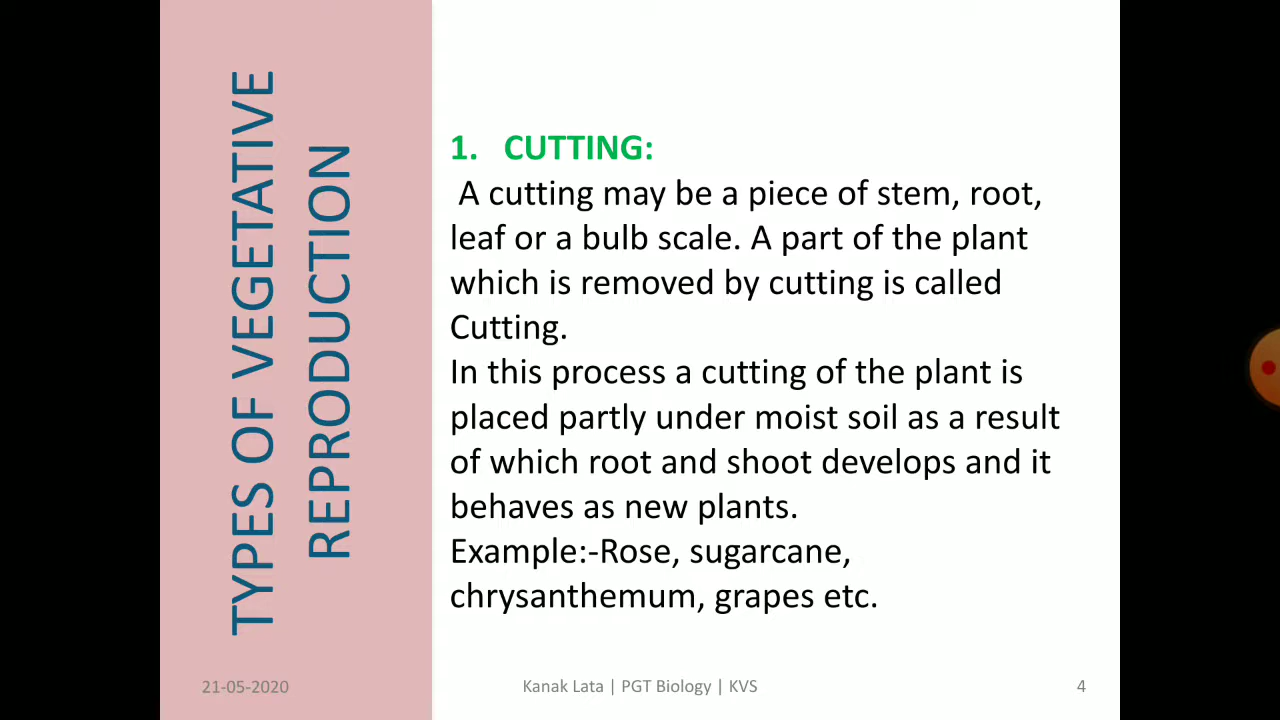 TYPES OF VEGETATIVE
REPRODUCTION
1. CUTTING:
A cutting may be a piece of stem, root,
leaf or a bulb scale. A part of the plant
which is removed by cutting is called
Cutting.
In this process a cutting of the plant is
placed partly under moist soil as a result
of which root and shoot develops and it
behaves as new plants.
Example:-Rose, sugarcane,
chrysanthemum, grapes etc.
21-05-2020
Kanak Lata | PGT Biology | KVS
4